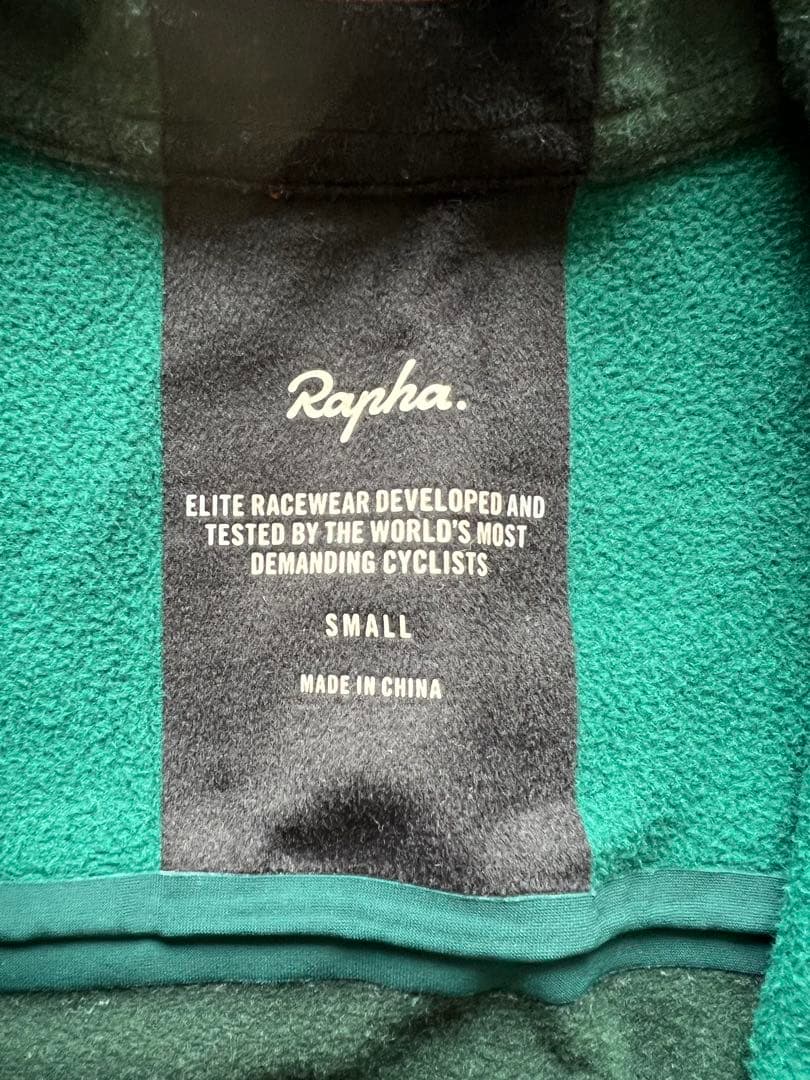 Rapha.
ELITE RACEWEAR DEVELOPED AND
TESTED BY THE WORLD'S MOST
DEMANDING CYCLISTS
SMALL
MADE IN CHINA